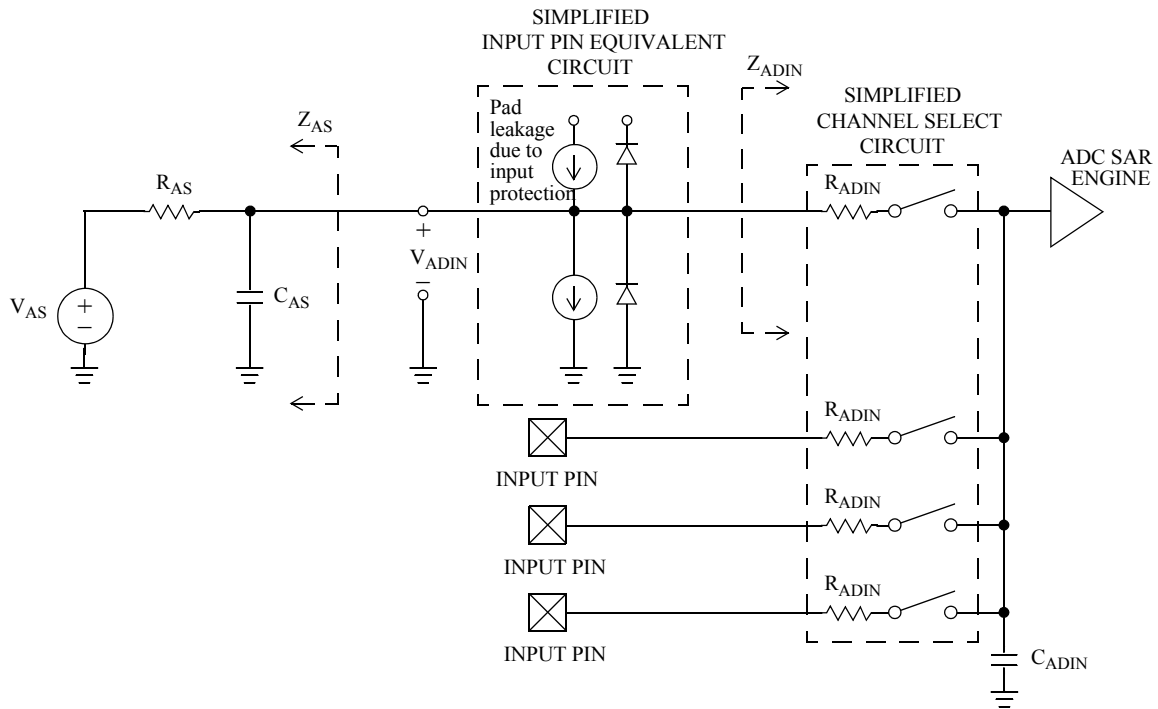 SIMPLIFIED
INPUT PIN EQUIVALENT
CIRCUIT
Pad
leakage
due to
input
protection
Z_ADIN
SIMPLIFIED
CHANNEL SELECT
CIRCUIT
ADC SAR
ENGINE
Z_AS
R_AS
R_ADIN
+
V_ADIN
−
V_AS
+
−
C_AS
R_ADIN
INPUT PIN
R_ADIN
INPUT PIN
R_ADIN
INPUT PIN
C_ADIN